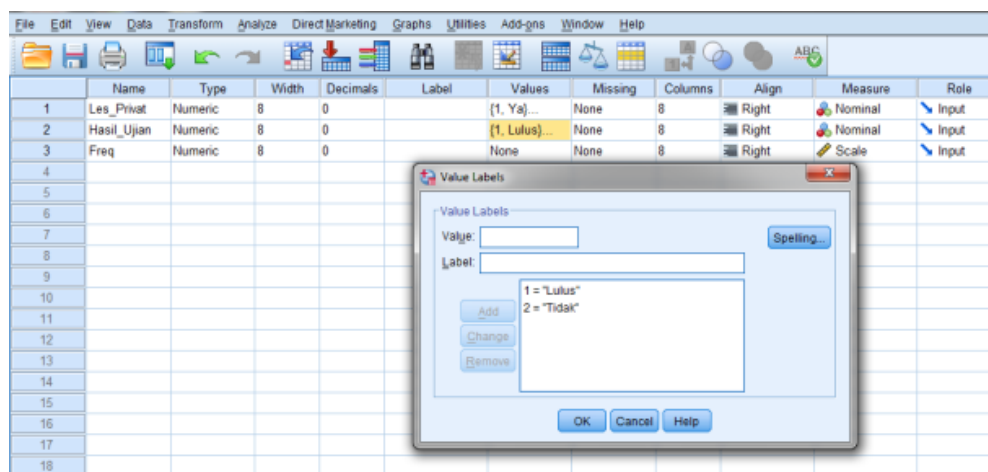 File Edit View Data Transform Analyze Direct Marketing Graphs Utilities Add-ons Window Help
ABC
Name Type Width Decimals Label Values Missing Columns Align Measure Role
1 Les_Privat Numeric 8 0 {1, Ya}... None 8 Right Nominal Input
2 Hasil_Ujian Numeric 8 0 {1, Lulus}... None 8 Right Nominal Input
3 Freq Numeric 8 0 None None 8 Right Scale Input
4
5
6
7
8
9
10
11
12
13
14
15
16
17
18
Value Labels
Value Labels
Value:
Spelling...
Label:
1 = "Lulus"
2 = "Tidak"
Add
Change
Remove
OK Cancel Help